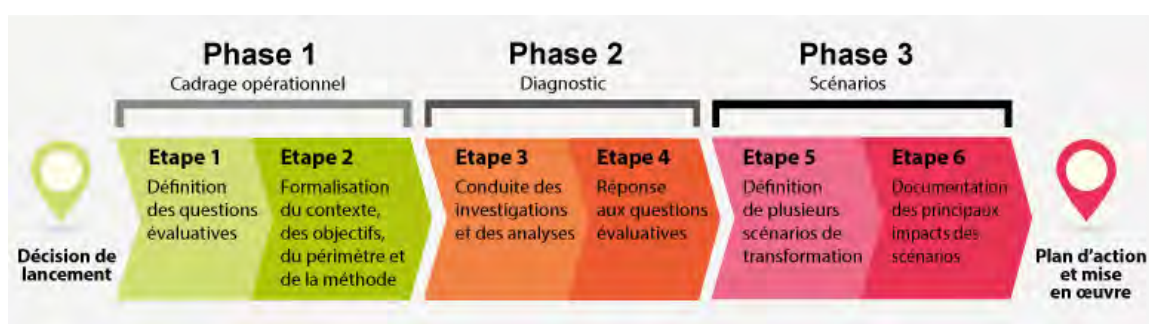 Phase 1
Cadrage opérationnel
Phase 2
Diagnostic
Phase 3
Scénarios
Décision de
lancement
Etape 1
Définition
des questions
évaluatives
Etape 2
Formalisation
du contexte,
des objectifs,
du périmètre et
de la méthode
Etape 3
Conduite des
investigations
et des analyses
Etape 4
Réponse
aux questions
évaluatives
Etape 5
Définition
de plusieurs
scénarios de
transformation
Etape 6
Documentation
des principaux
impacts des
scénarios
Plan d'action
et mise
en œuvre